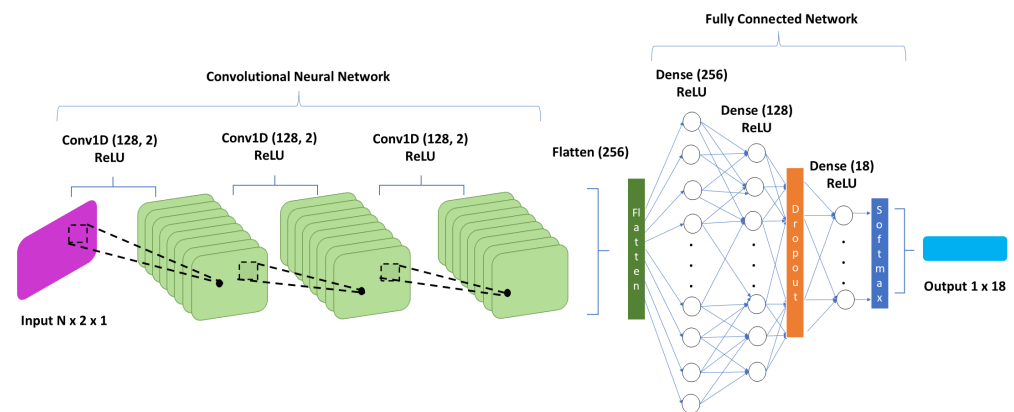 Fully Connected Network
Convolutional Neural Network
Dense (256)
ReLU
Dense (128)
ReLU
Conv1D (128, 2)
ReLU
Conv1D (128, 2)
ReLU
Conv1D (128, 2)
ReLU
Flatten (256)
Dense (18)
ReLU
Flatten
Dropout
Softmax
Input N x 2 x 1
Output 1 x 18